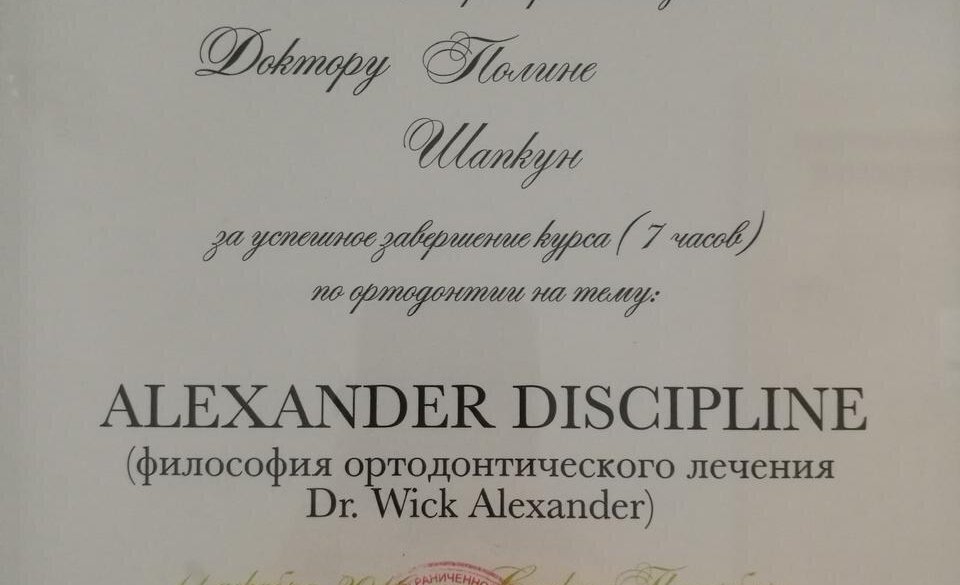 Доктору Полине
Шапкун
за успешное завершение курса ( 7 часов )
по ортодонтии на тему:
ALEXANDER DISCIPLINE
(философия ортодонтического лечения
Dr. Wick Alexander)